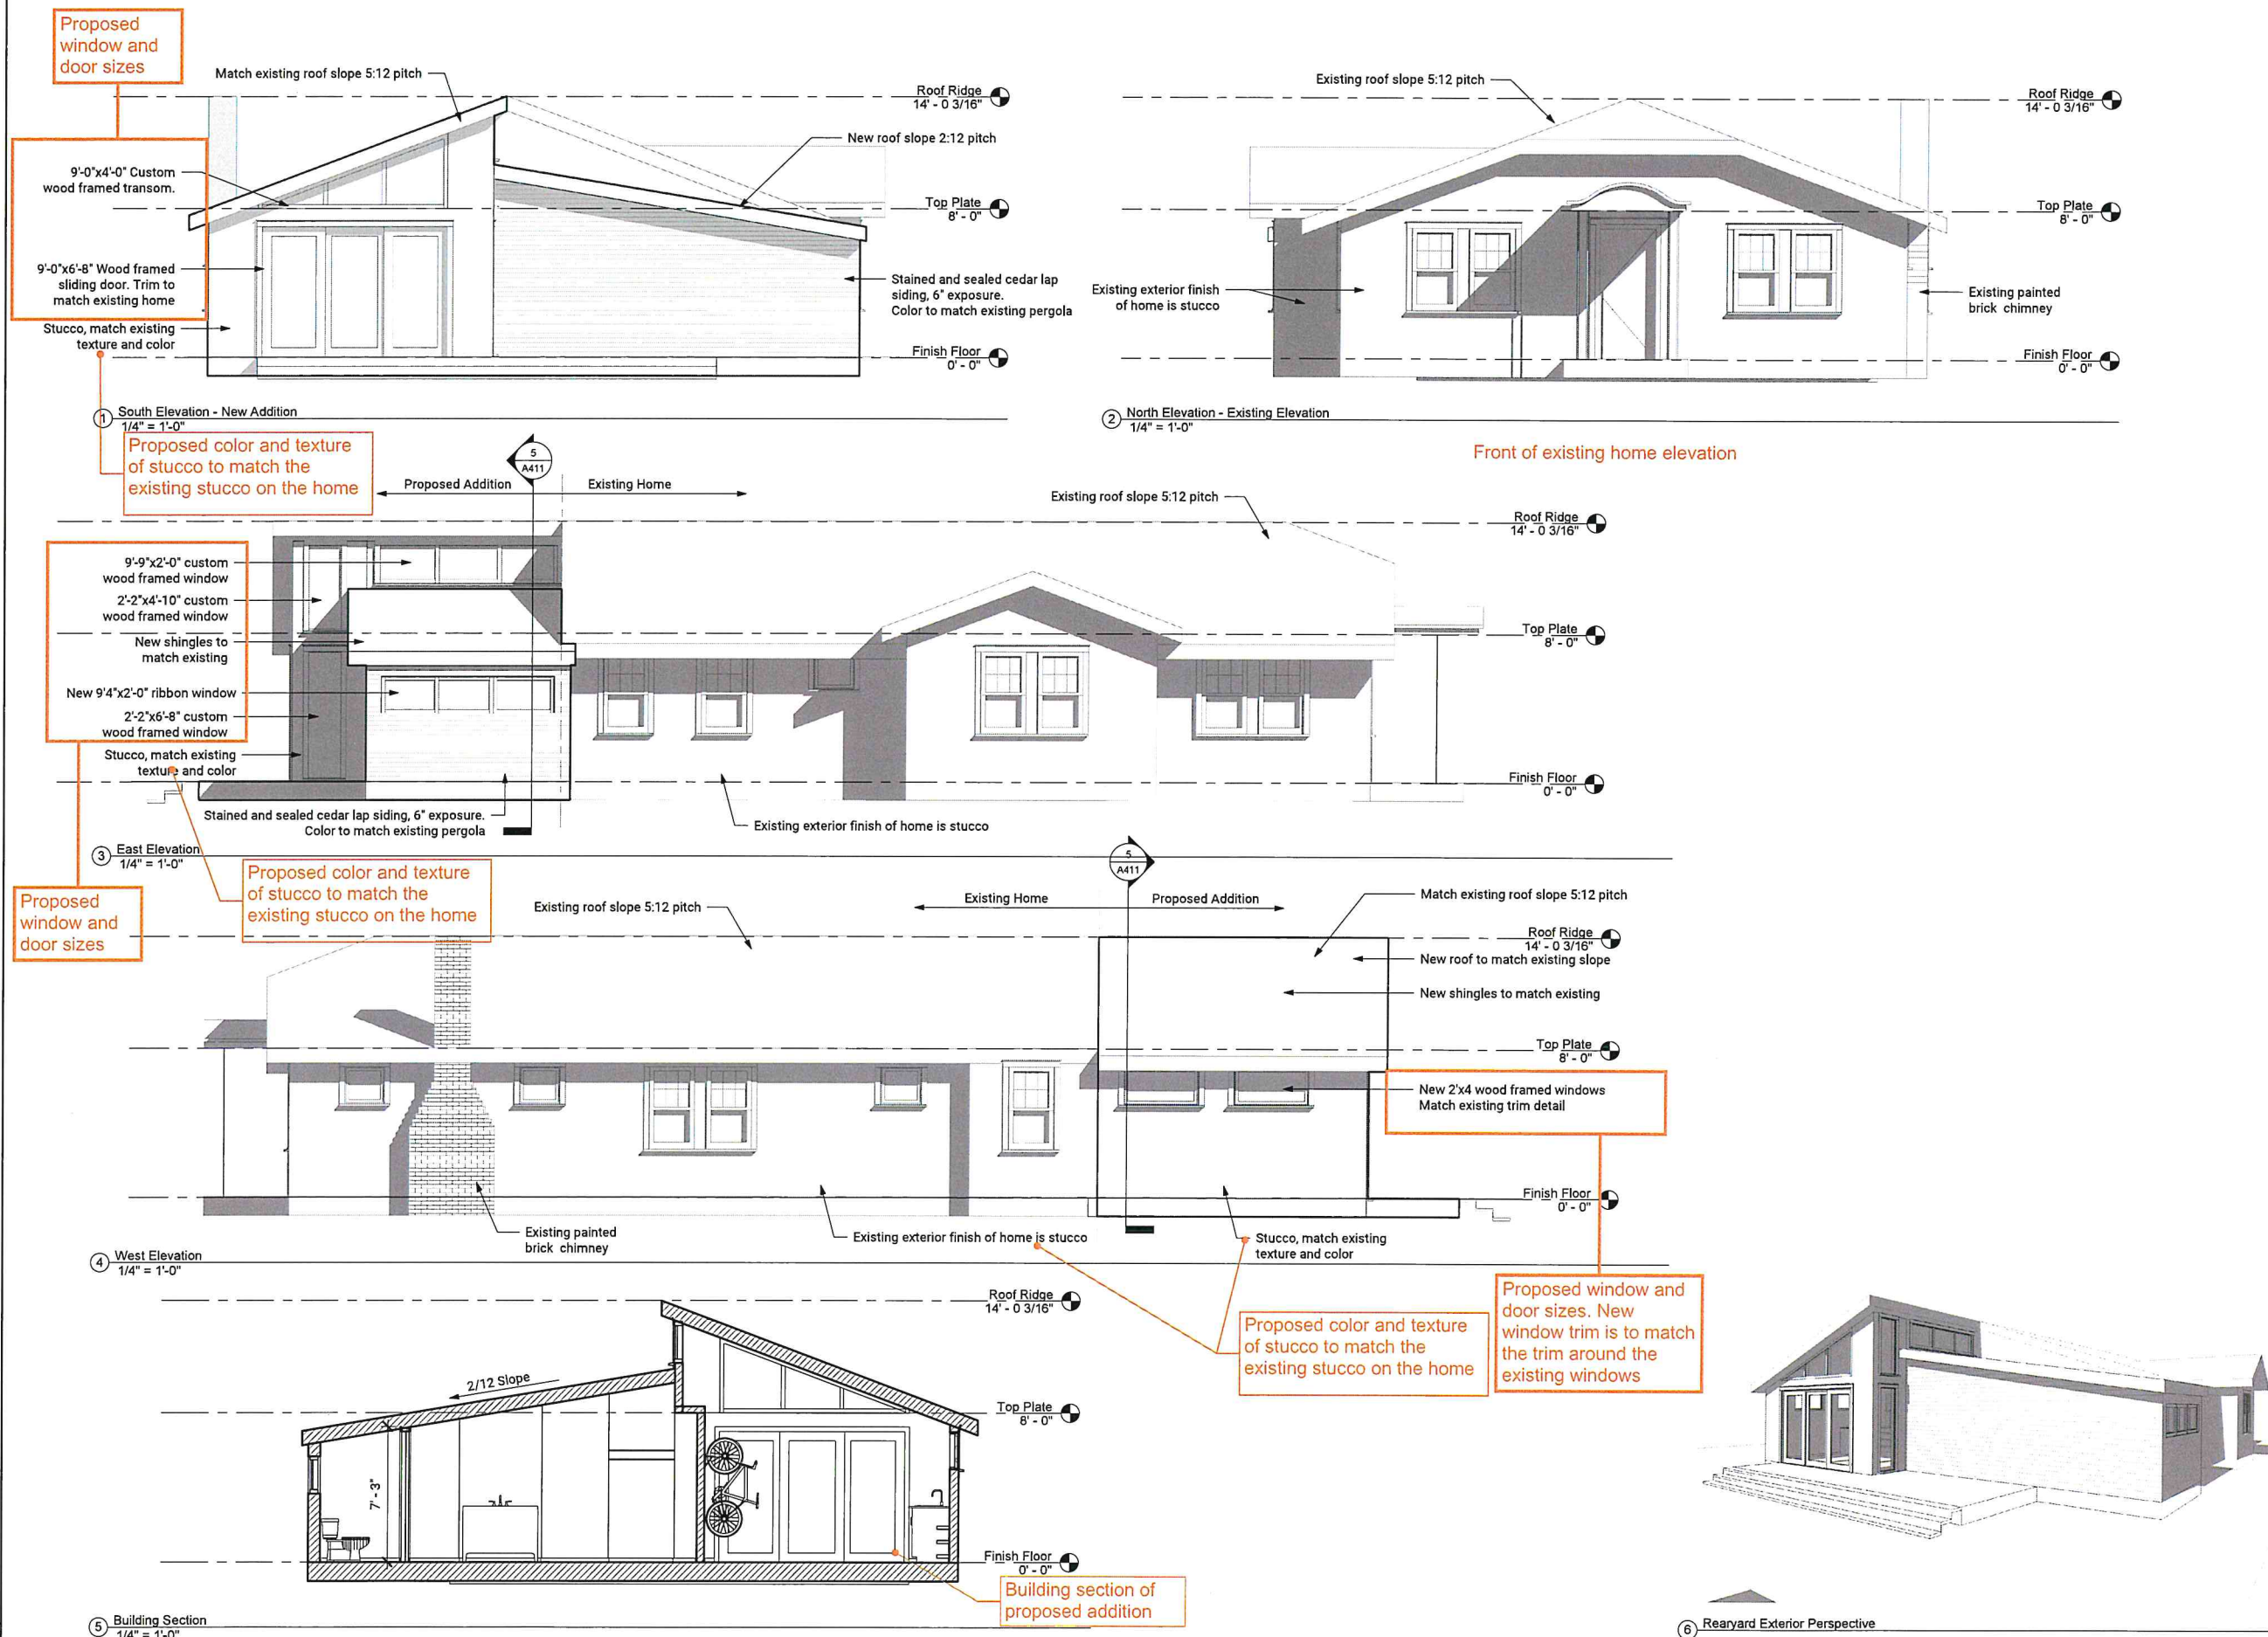 Proposed
window and
door sizes
Match existing roof slope 5:12 pitch
Roof Ridge
14' - 0 3/16"
New roof slope 2:12 pitch
9'-0"x4'-0" Custom
wood framed transom.
Top Plate
8' - 0"
9'-0"x6'-8" Wood framed
sliding door. Trim to
match existing home
Stained and sealed cedar lap
siding, 6" exposure.
Color to match existing pergola
Stucco, match existing
texture and color
Finish Floor
0' - 0"
1 South Elevation - New Addition
1/4" = 1'-0"
Proposed color and texture
of stucco to match the
existing stucco on the home
Existing roof slope 5:12 pitch
Roof Ridge
14' - 0 3/16"
Top Plate
8' - 0"
Existing exterior finish
of home is stucco
Existing painted
brick chimney
Finish Floor
0' - 0"
2 North Elevation - Existing Elevation
1/4" = 1'-0"
Front of existing home elevation
5
A411
Proposed Addition
Existing Home
Existing roof slope 5:12 pitch
Roof Ridge
14' - 0 3/16"
9'-9"x2'-0" custom
wood framed window
2'-2"x4'-10" custom
wood framed window
New shingles to
match existing
Top Plate
8' - 0"
New 9'4"x2'-0" ribbon window
2'-2"x6'-8" custom
wood framed window
Stucco, match existing
texture and color
Finish Floor
0' - 0"
Stained and sealed cedar lap siding, 6" exposure.
Color to match existing pergola
Existing exterior finish of home is stucco
3 East Elevation
1/4" = 1'-0"
Proposed color and texture
of stucco to match the
existing stucco on the home
Proposed
window and
door sizes
5
A411
Existing roof slope 5:12 pitch
Existing Home
Proposed Addition
Match existing roof slope 5:12 pitch
Roof Ridge
14' - 0 3/16"
New roof to match existing slope
New shingles to match existing
Top Plate
8' - 0"
New 2'x4 wood framed windows
Match existing trim detail
Finish Floor
0' - 0"
Existing painted
brick chimney
Existing exterior finish of home is stucco
Stucco, match existing
texture and color
4 West Elevation
1/4" = 1'-0"
Proposed color and texture
of stucco to match the
existing stucco on the home
Proposed window and
door sizes. New
window trim is to match
the trim around the
existing windows
Roof Ridge
14' - 0 3/16"
2/12 Slope
Top Plate
8' - 0"
7' - 3"
Finish Floor
0' - 0"
Building section of
proposed addition
5 Building Section
1/4" = 1'-0"
6 Rearyard Exterior Perspective